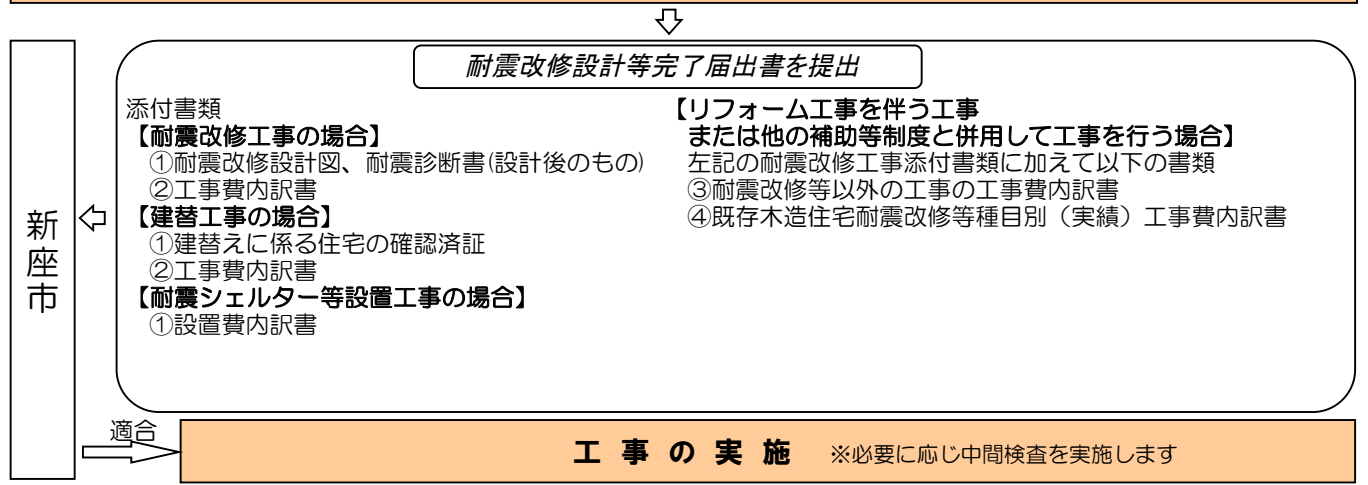 耐震改修設計等完了届出書を提出
添付書類
【耐震改修工事の場合】
①耐震改修設計図、耐震診断書(設計後のもの)
②工事費内訳書
【建替工事の場合】
①建替えに係る住宅の確認済証
②工事費内訳書
【耐震シェルター等設置工事の場合】
①設置費内訳書
【リフォーム工事を伴う工事
または他の補助等制度と併用して工事を行う場合】
左記の耐震改修工事添付書類に加えて以下の書類
③耐震改修等以外の工事の工事費内訳書
④既存木造住宅耐震改修等種目別（実績）工事費内訳書
新座市
適合
工事の実施 ※必要に応じ中間検査を実施します